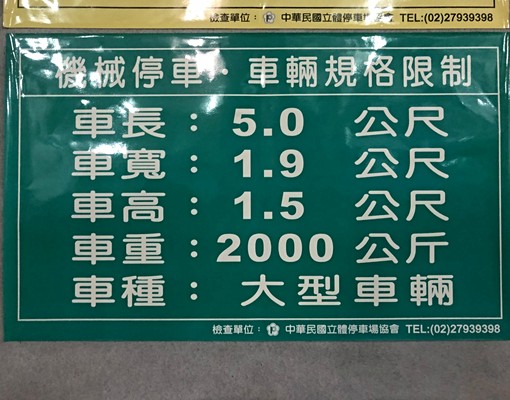 檢查單位： 中華民國立體停車場協會 TEL:(02)27939398
機械停車・車輛規格限制
車長： 5.0 公尺
車寬： 1.9 公尺
車高： 1.5 公尺
車重： 2000 公斤
車種： 大型車輛
檢查單位： 中華民國立體停車場協會 TEL:(02)27939398